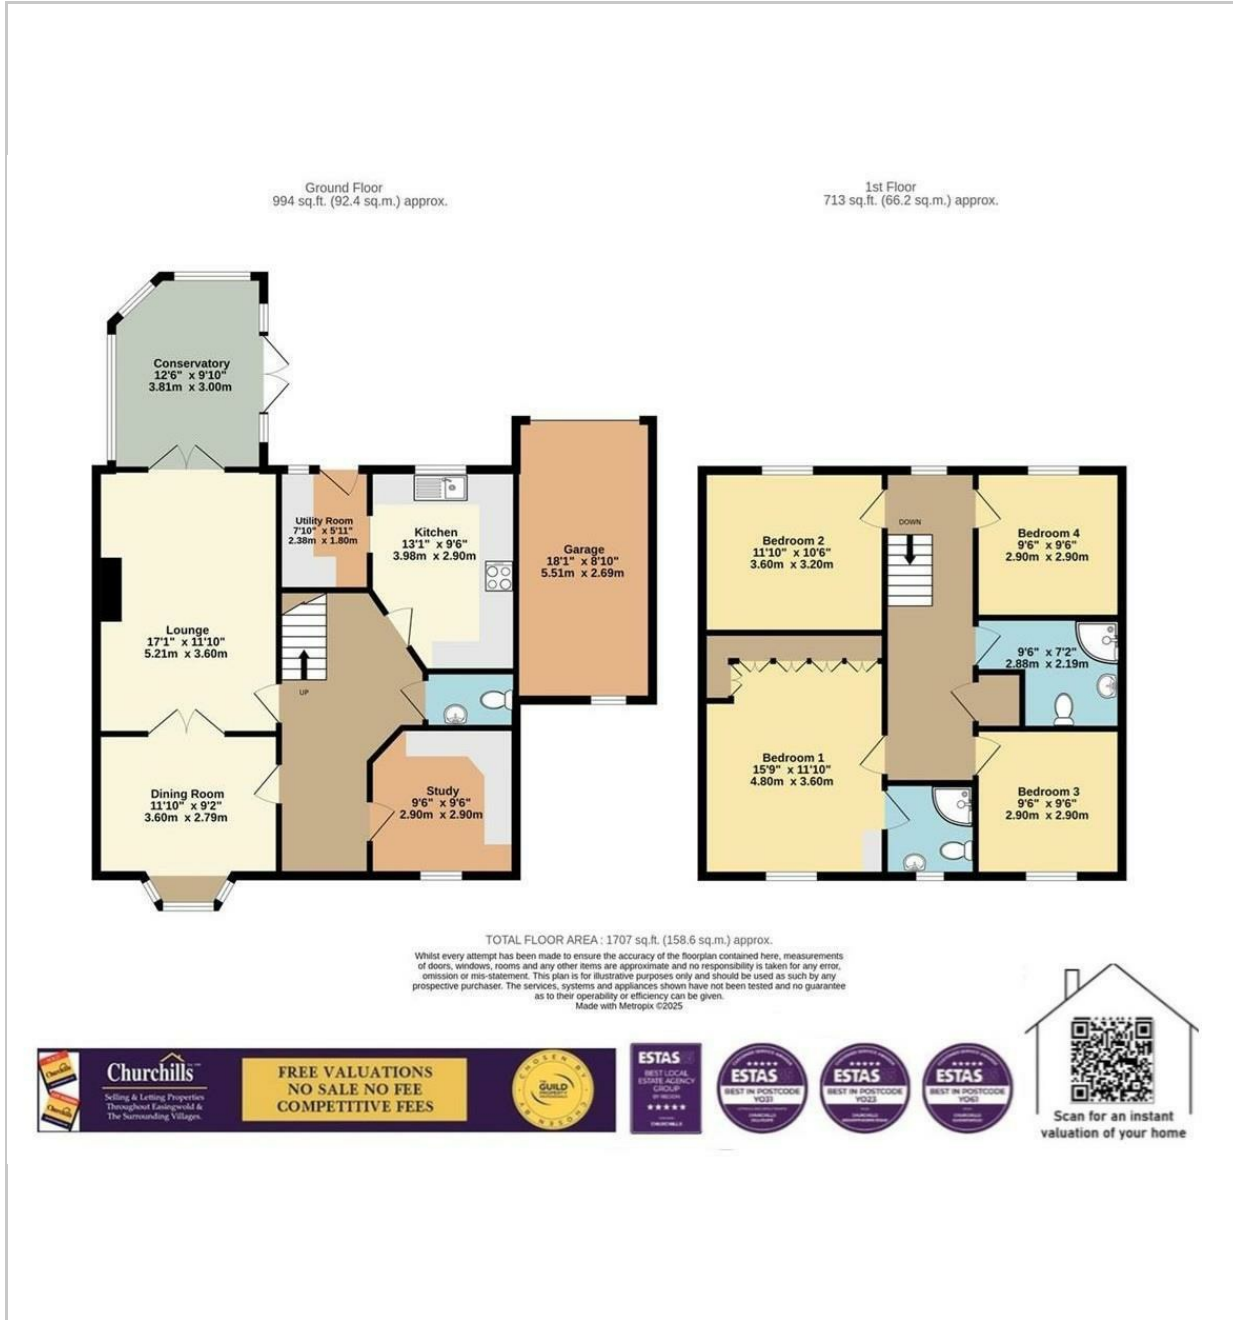 Ground Floor
994 sq.ft. (92.4 sq.m.) approx.
1st Floor
713 sq.ft. (66.2 sq.m.) approx.
Conservatory
12'6" x 9'10"
3.81m x 3.00m
Utility Room
7'10" x 5'11"
2.38m x 1.80m
Kitchen
13'1" x 9'6"
3.98m x 2.90m
Garage
18'1" x 8'10"
5.51m x 2.69m
Lounge
17'1" x 11'10"
5.21m x 3.60m
UP
Dining Room
11'10" x 9'2"
3.60m x 2.79m
Study
9'6" x 9'6"
2.90m x 2.90m
Bedroom 2
11'10" x 10'6"
3.60m x 3.20m
DOWN
Bedroom 4
9'6" x 9'6"
2.90m x 2.90m
9'6" x 7'2"
2.88m x 2.19m
Bedroom 1
15'9" x 11'10"
4.80m x 3.60m
Bedroom 3
9'6" x 9'6"
2.90m x 2.90m
TOTAL FLOOR AREA : 1707 sq.ft. (158.6 sq.m.) approx.
Whilst every attempt has been made to ensure the accuracy of the floorplan contained here, measurements
of doors, windows, rooms and any other items are approximate and no responsibility is taken for any error,
omission or mis-statement. This plan is for illustrative purposes only and should be used as such by any
prospective purchaser. The services, systems and appliances shown have not been tested and no guarantee
as to their operability or efficiency can be given.
Made with Metropix ©2025
Churchills
Selling & Letting Properties
Throughout Easingwold &
The Surrounding Villages.
FREE VALUATIONS
NO SALE NO FEE
COMPETITIVE FEES
CHOSEN BY
THE
GUILD
PROPERTY
CHOSEN BY
ESTAS
BEST LOCAL
ESTATE AGENCY
GROUP
BY REGION
CHURCHILLS
ESTAS
BEST IN POSTCODE
YO31
ESTAS
BEST IN POSTCODE
YO23
ESTAS
BEST IN POSTCODE
YO61
Scan for an instant
valuation of your home